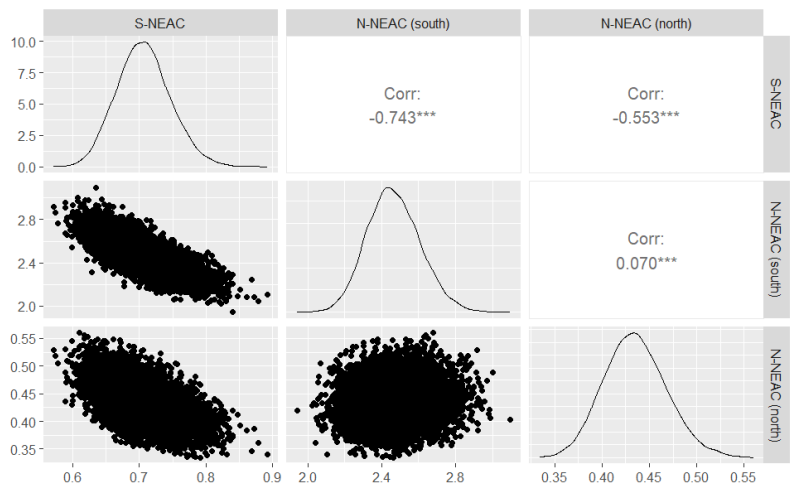 S-NEAC N-NEAC (south) N-NEAC (north)
10.0
7.5
5.0
2.5
0.0
Corr:
-0.743***
Corr:
-0.553***
S-NEAC
2.8
2.4
2.0
Corr:
0.070***
N-NEAC (south)
0.55
0.50
0.45
0.40
0.35
N-NEAC (north)
0.6 0.7 0.8 0.9 2.0 2.4 2.8 0.35 0.40 0.45 0.50 0.55